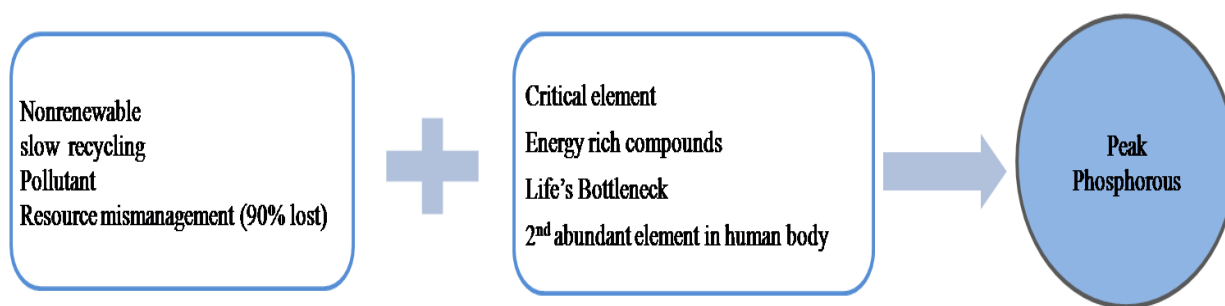 Nonrenewable
slow recycling
Pollutant
Resource mismanagement (90% lost)
Critical element
Energy rich compounds
Life’s Bottleneck
2nd abundant element in human body
Peak
Phosphorous